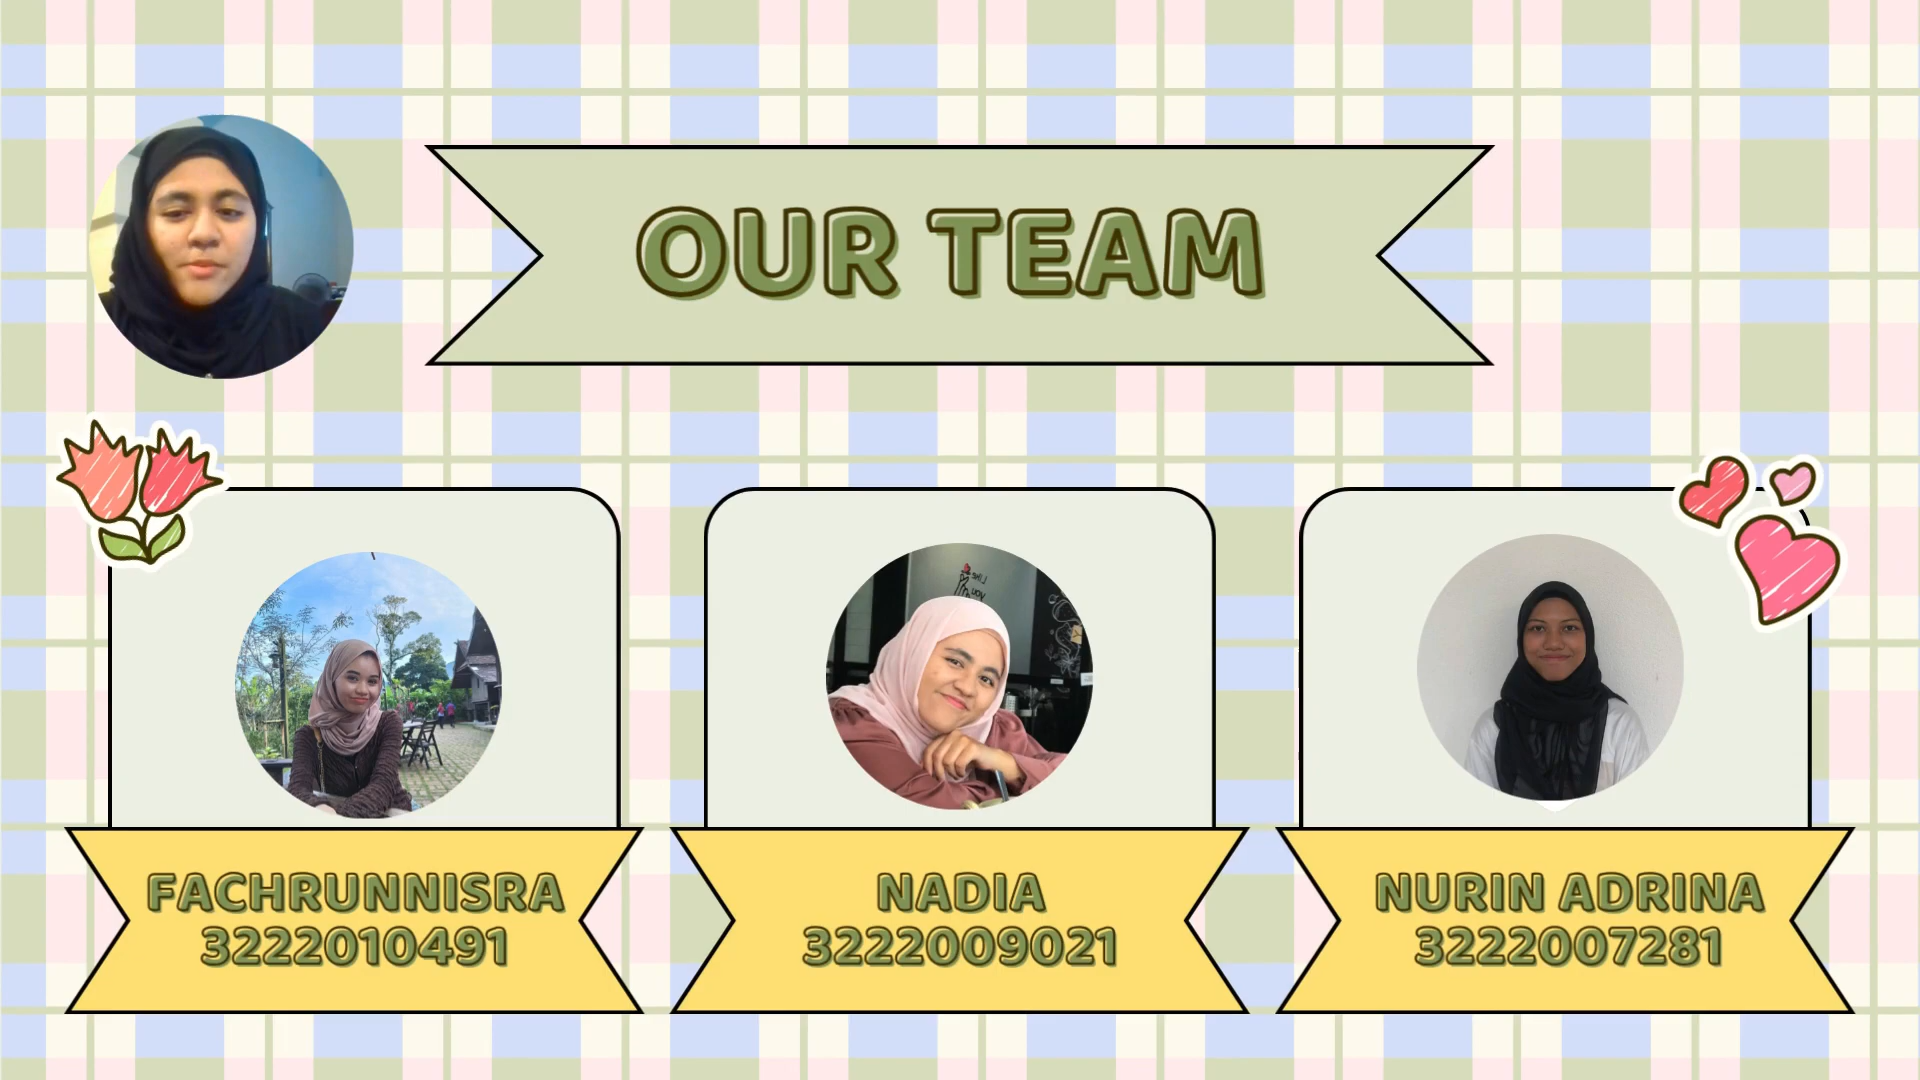 OUR TEAM
FACHRUNNISRA
3222010491
NADIA
3222009021
NURIN ADRINA
3222007281